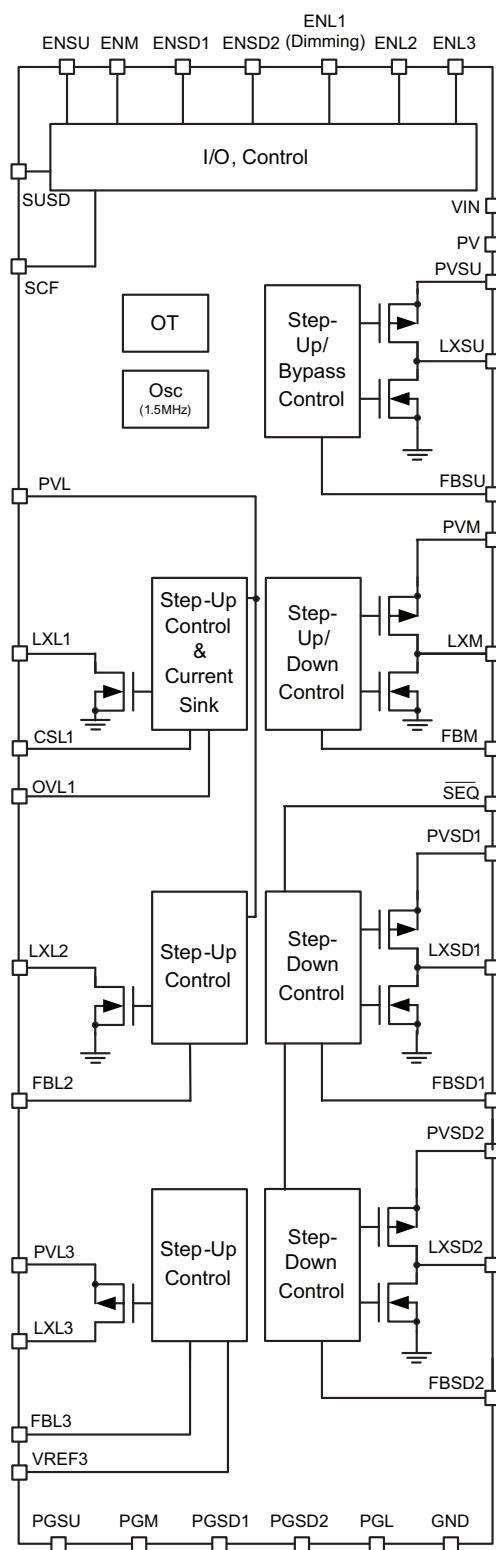 ENL1
ENSU ENM ENSD1 ENSD2 (Dimming) ENL2 ENL3
I/O, Control
SUSD
VIN
PV
SCF
PVSU
OT
Step-
Up/
Bypass
Control
LXSU
Osc
(1.5MHz)
PVL
FBSU
PVM
Step-Up
Control
&
Current
Sink
Step-
Up/
Down
Control
LXL1
LXM
CSL1
FBM
OVL1
SEQ
PVSD1
Step-Up
Control
Step-
Down
Control
LXL2
LXSD1
FBL2
FBSD1
PVSD2
Step-Up
Control
Step-
Down
Control
PVL3
LXSD2
LXL3
FBSD2
FBL3
VREF3
PGSU PGM PGSD1 PGSD2 PGL GND